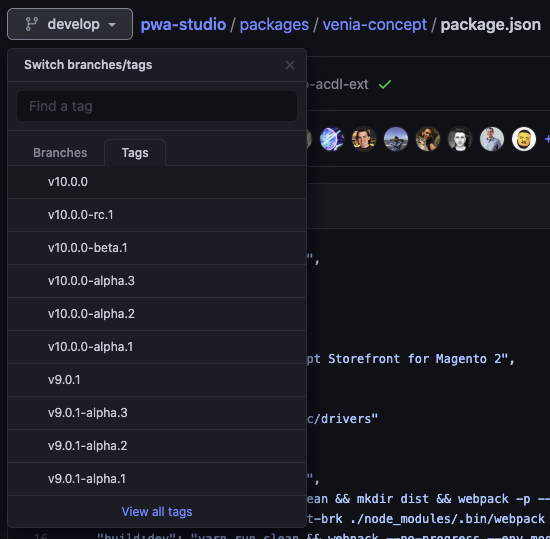 develop pwa-studio / packages / venia-concept / package.json
Switch branches/tags
-acdl-ext
Find a tag
Branches Tags
v10.0.0
v10.0.0-rc.1
v10.0.0-beta.1
",
v10.0.0-alpha.3
v10.0.0-alpha.2
v10.0.0-alpha.1
pt Storefront for Magento 2",
v9.0.1
v9.0.1-alpha.3
c/drivers"
v9.0.1-alpha.2
v9.0.1-alpha.1
",
ean && mkdir dist && webpack -p --
View all tags
t-brk ./node_modules/.bin/webpack
16 "build:dev": "yarn run clean && webpack --no-progress --env mod